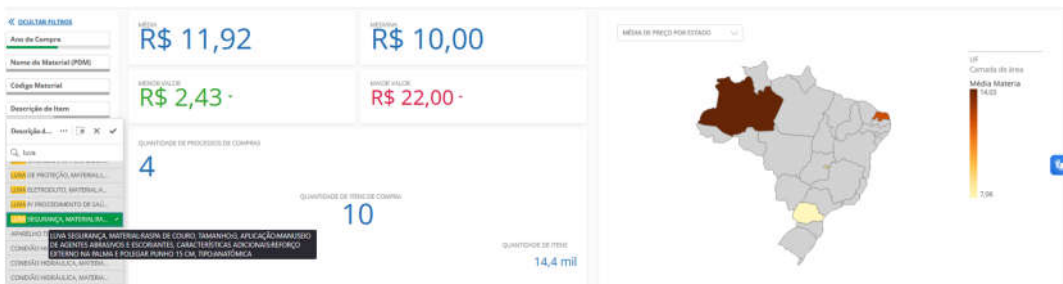 OCULTAR FILTROS
Ano da Compra
Nome do Material (PDM)
Código Material
Descrição do Item
Descrição d...
luva
LUVA DE PROTEÇÃO, MATERIAL:L...
LUVA ELETRODUTO, MATERIAL:A...
LUVA P/ PROCEDIMENTO DE SAÚ...
LUVA SEGURANÇA, MATERIAL:RA...
LUVA SEGURANÇA, MATERIAL:RASPA DE COURO, TAMANHO:G, APLICAÇÃO:MANUSEIO
DE AGENTES ABRASIVOS E ESCORIANTES, CARACTERÍSTICAS ADICIONAIS:REFORÇO
EXTERNO NA PALMA E POLEGAR PUNHO 15 CM, TIPO:ANATÔMICA
CONEXÃO HIDRÁULICA, MATERIA...
CONEXÃO HIDRÁULICA, MATERIA...
MÉDIA
R$ 11,92
MEDIANA
R$ 10,00
MENOR VALOR
R$ 2,43
MAIOR VALOR
R$ 22,00
QUANTIDADE DE PROCESSOS DE COMPRAS
4
QUANTIDADE DE ITENS DE COMPRA
10
QUANTIDADE DE ITENS
14,4 mil
MÉDIA DE PREÇO POR ESTADO
UF
Camada de área
Média Materia
14,03
7,96